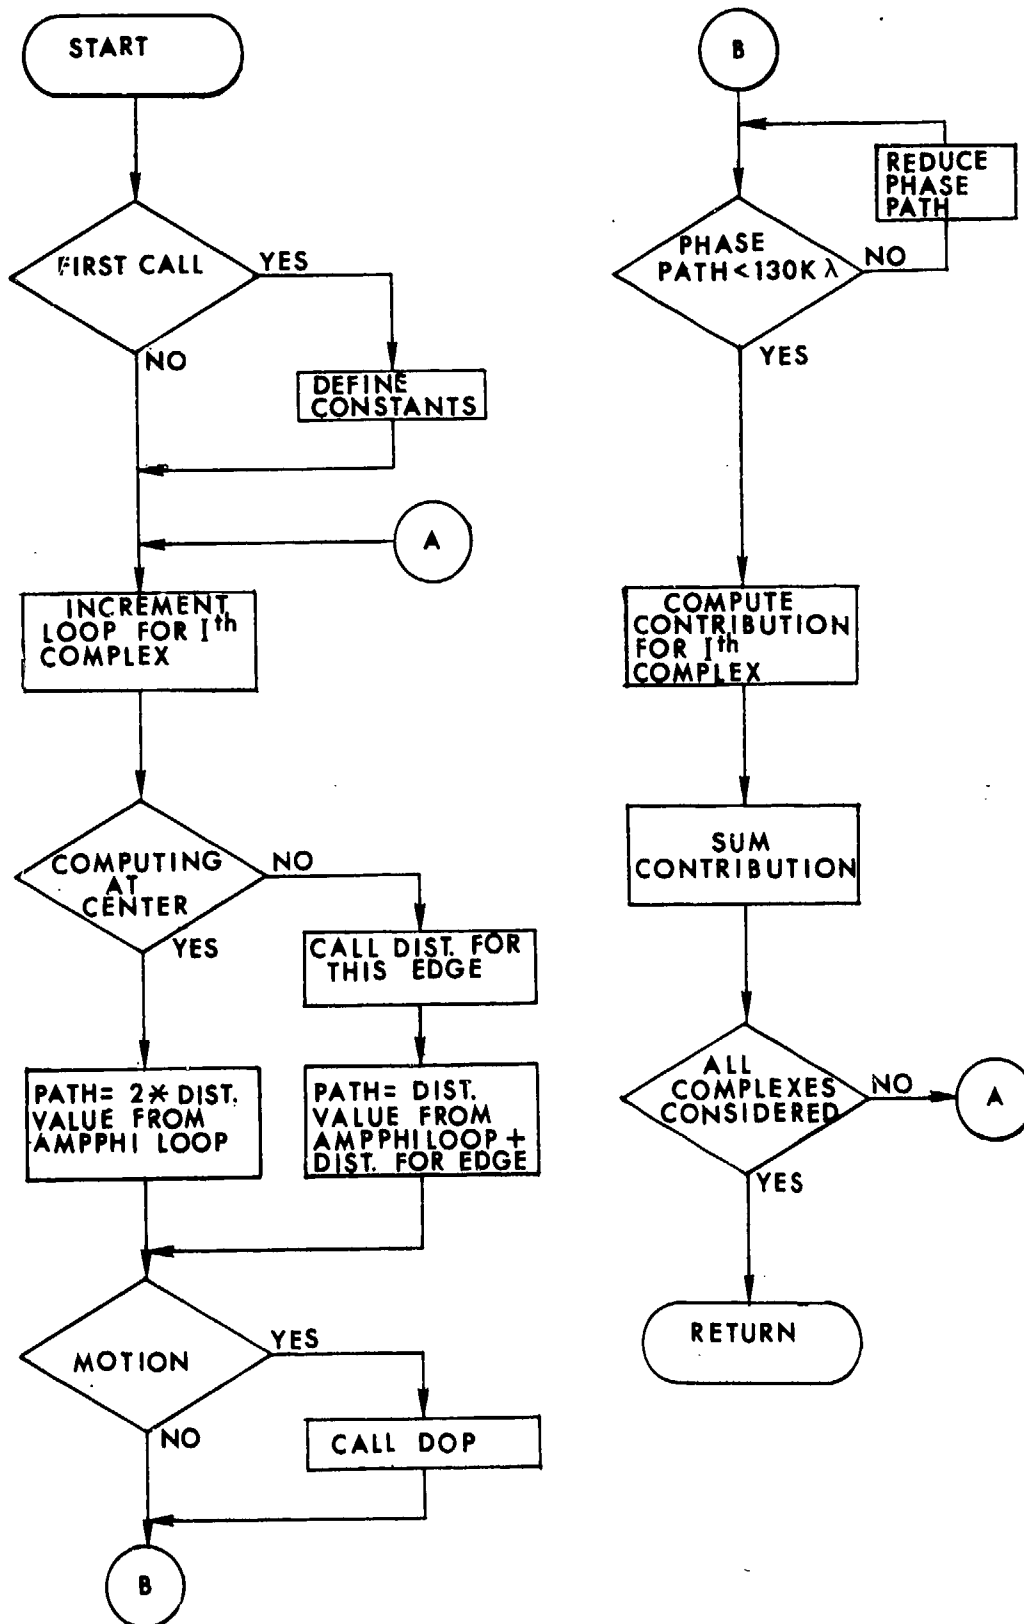 START
FIRST CALL
YES
NO
DEFINE
CONSTANTS
A
INCREMENT
LOOP FOR Ith
COMPLEX
COMPUTING
AT
CENTER
NO
YES
CALL DIST. FOR
THIS EDGE
PATH= 2* DIST.
VALUE FROM
AMPPHI LOOP
PATH= DIST.
VALUE FROM
AMPPHI LOOP +
DIST. FOR EDGE
MOTION
YES
NO
CALL DOP
B
B
REDUCE
PHASE
PATH
PHASE
PATH<130K λ
NO
YES
COMPUTE
CONTRIBUTION
FOR Ith
COMPLEX
SUM
CONTRIBUTION
ALL
COMPLEXES
CONSIDERED
NO
A
YES
RETURN